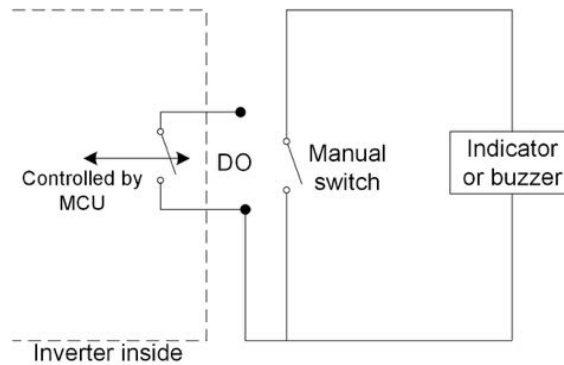 Controlled by
MCU
DO
Manual
switch
Indicator
or buzzer
Inverter inside